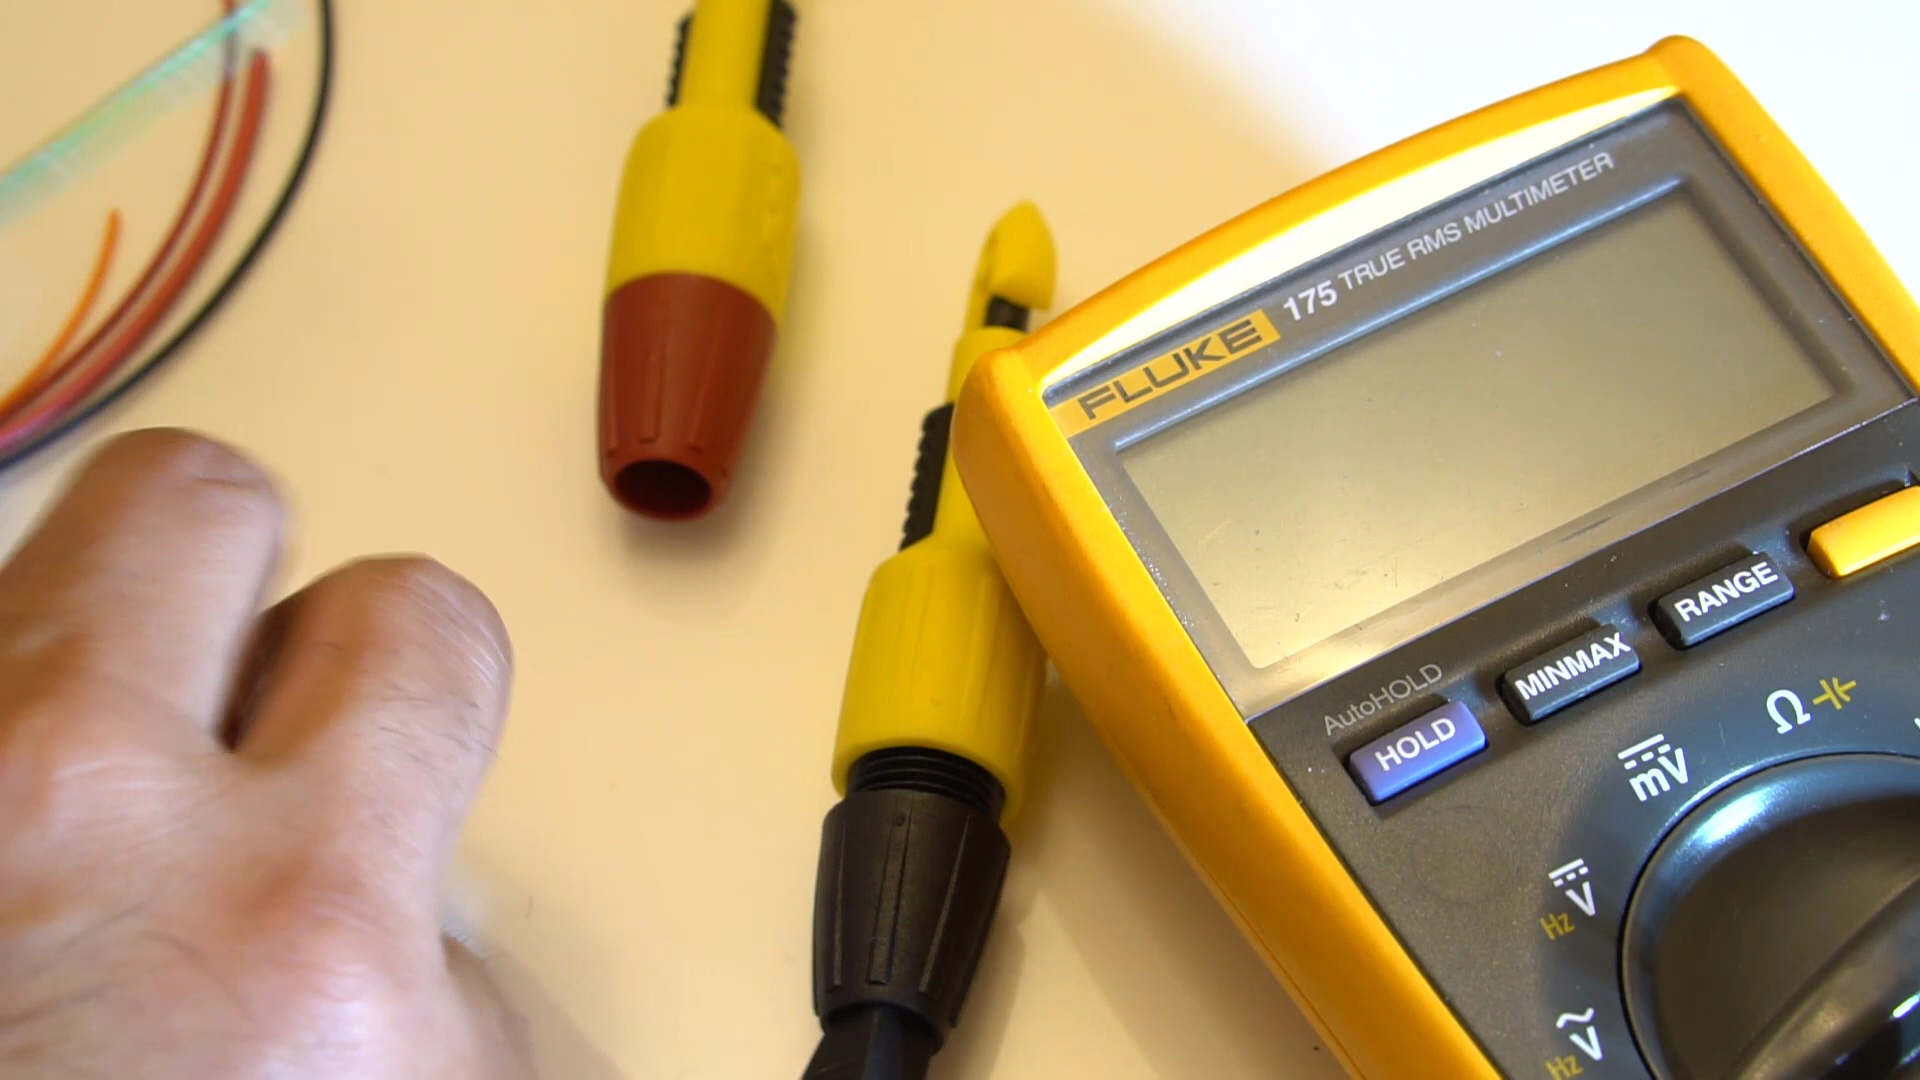 FLUKE 175 TRUE RMS MULTIMETER
AutoHOLD
HOLD MINMAX RANGE
Ω
mV
V
Hz
V
Hz